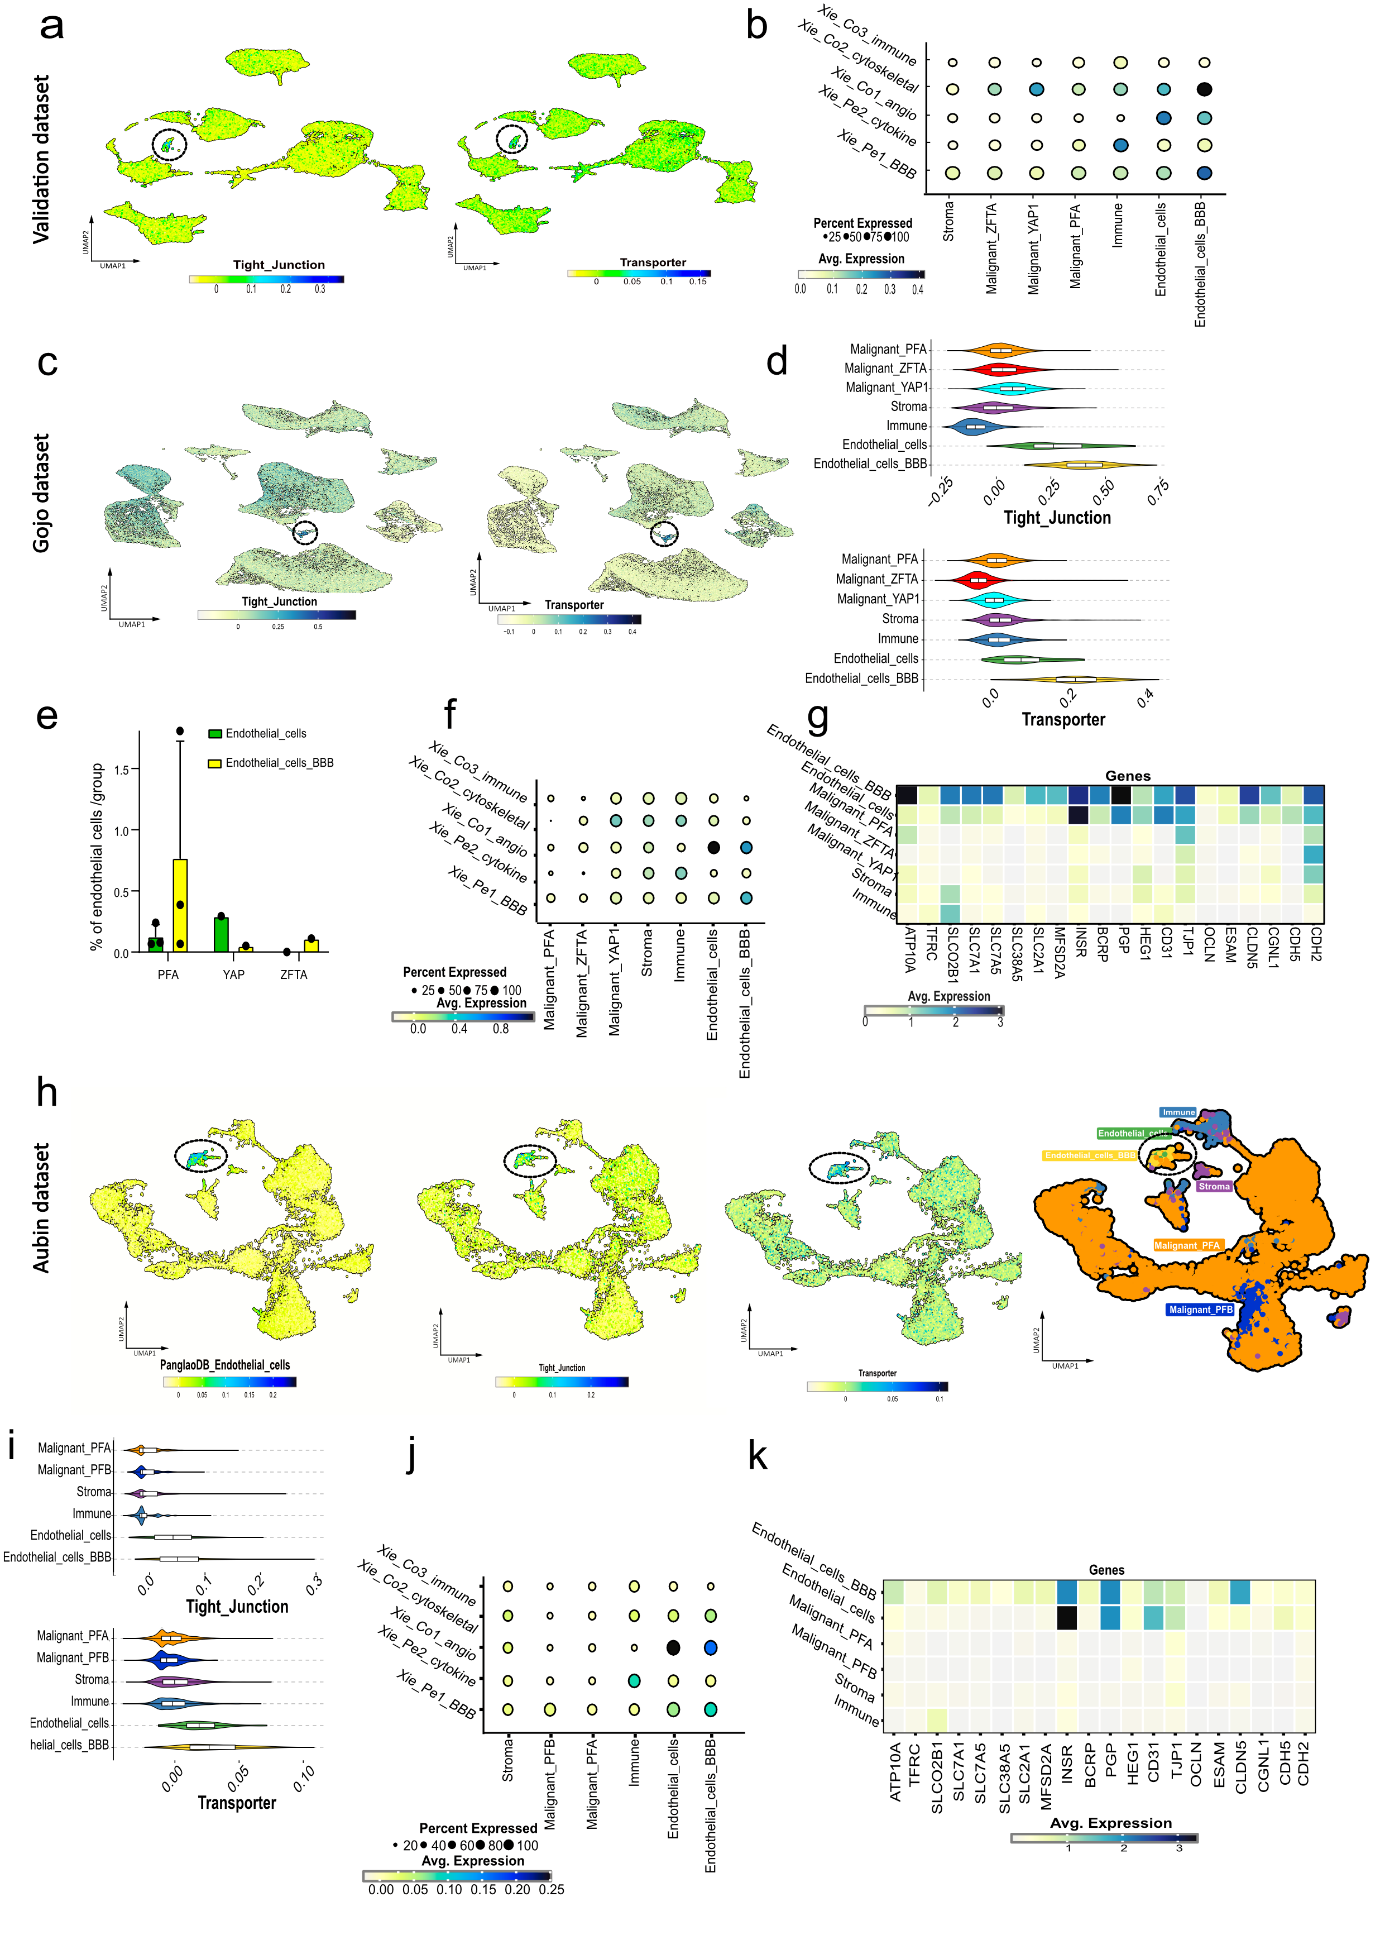 a
Validation dataset
UMAP2
UMAP1
Tight_Junction
0 0.1 0.2 0.3
UMAP2
UMAP1
Transporter
0 0.05 0.1 0.15
b
Xie_Co3_immune
Xie_Co2_cytoskeletal
Xie_Co1_angio
Xie_Pe2_cytokine
Xie_Pe1_BBB
Stroma
Malignant_ZFTA
Malignant_YAP1
Malignant_PFA
Immune
Endothelial_cells
Endothelial_cells_BBB
Percent Expressed
25 50 75 100
Avg. Expression
0.0 0.1 0.2 0.3 0.4
c
Gojo dataset
UMAP2
UMAP1
Tight_Junction
0 0.25 0.5
UMAP2
UMAP1
Transporter
-0.1 0 0.1 0.2 0.3 0.4
d
Malignant_PFA
Malignant_ZFTA
Malignant_YAP1
Stroma
Immune
Endothelial_cells
Endothelial_cells_BBB
-0.25 0.00 0.25 0.50 0.75
Tight_Junction
Malignant_PFA
Malignant_ZFTA
Malignant_YAP1
Stroma
Immune
Endothelial_cells
Endothelial_cells_BBB
0.0 0.2 0.4
Transporter
e
% of endothelial cells /group
1.5
1.0
0.5
0.0
PFA YAP ZFTA
Endothelial_cells
Endothelial_cells_BBB
f
Xie_Co3_immune
Xie_Co2_cytoskeletal
Xie_Co1_angio
Xie_Pe2_cytokine
Xie_Pe1_BBB
Malignant_PFA
Malignant_ZFTA
Malignant_YAP1
Stroma
Immune
Endothelial_cells
Endothelial_cells_BBB
Percent Expressed
25 50 75 100
Avg. Expression
0.0 0.4 0.8
g
Genes
Endothelial_cells_BBB
Endothelial_cells
Malignant_PFA
Malignant_ZFTA
Malignant_YAP1
Stroma
Immune
ATP10A
TFRC
SLCO2B1
SLC7A1
SLC7A5
SLC38A5
SLC2A1
MFSD2A
INSR
BCRP
PGP
HEG1
CD31
TJP1
OCLN
ESAM
CLDN5
CGNL1
CDH5
CDH2
Avg. Expression
0 1 2 3
h
Aubin dataset
UMAP2
UMAP1
PanglaoDB_Endothelial_cells
0 0.05 0.1 0.15 0.2
UMAP2
UMAP1
Tight_Junction
0 0.1 0.2
UMAP2
UMAP1
Transporter
0 0.05 0.1
Immune
Endothelial_cells
Endothelial_cells_BBB
Stroma
Malignant_PFA
Malignant_PFB
UMAP2
UMAP1
i
Malignant_PFA
Malignant_PFB
Stroma
Immune
Endothelial_cells
Endothelial_cells_BBB
0.0 0.1 0.2 0.3
Tight_Junction
Malignant_PFA
Malignant_PFB
Stroma
Immune
Endothelial_cells
helial_cells_BBB
0.00 0.05 0.10
Transporter
j
Xie_Co3_immune
Xie_Co2_cytoskeletal
Xie_Co1_angio
Xie_Pe2_cytokine
Xie_Pe1_BBB
Stroma
Malignant_PFB
Malignant_PFA
Immune
Endothelial_cells
Endothelial_cells_BBB
Percent Expressed
20 40 60 80 100
Avg. Expression
0.00 0.05 0.10 0.15 0.20 0.25
k
Genes
Endothelial_cells_BBB
Endothelial_cells
Malignant_PFA
Malignant_PFB
Stroma
Immune
ATP10A
TFRC
SLCO2B1
SLC7A1
SLC7A5
SLC38A5
SLC2A1
MFSD2A
INSR
BCRP
PGP
HEG1
CD31
TJP1
OCLN
ESAM
CLDN5
CGNL1
CDH5
CDH2
Avg. Expression
1 2 3